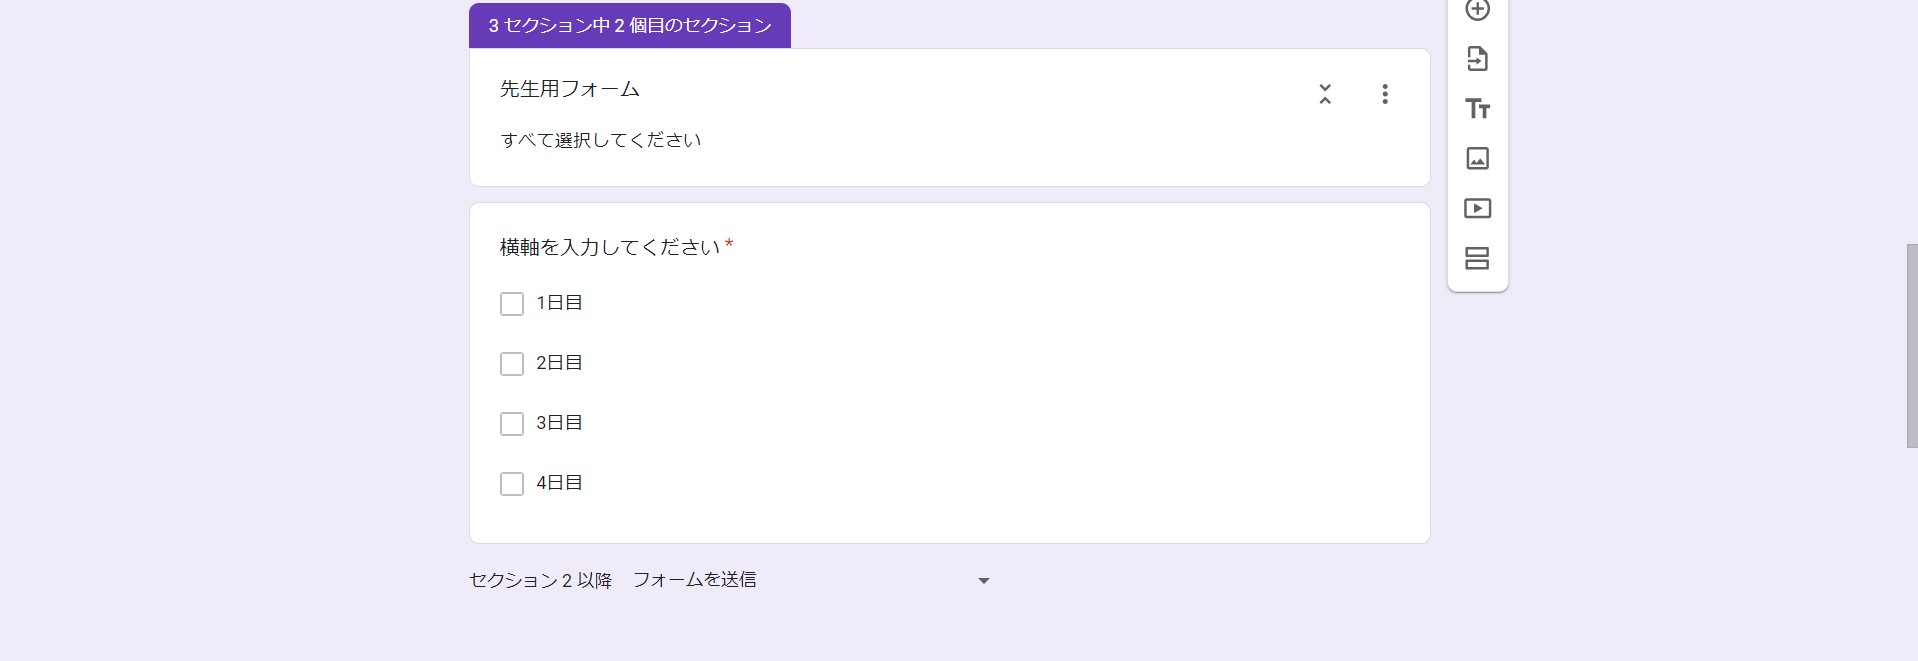 3 セクション中 2 個目のセクション
先生用フォーム
すべて選択してください
横軸を入力してください *
1日目
2日目
3日目
4日目
セクション 2 以降 フォームを送信